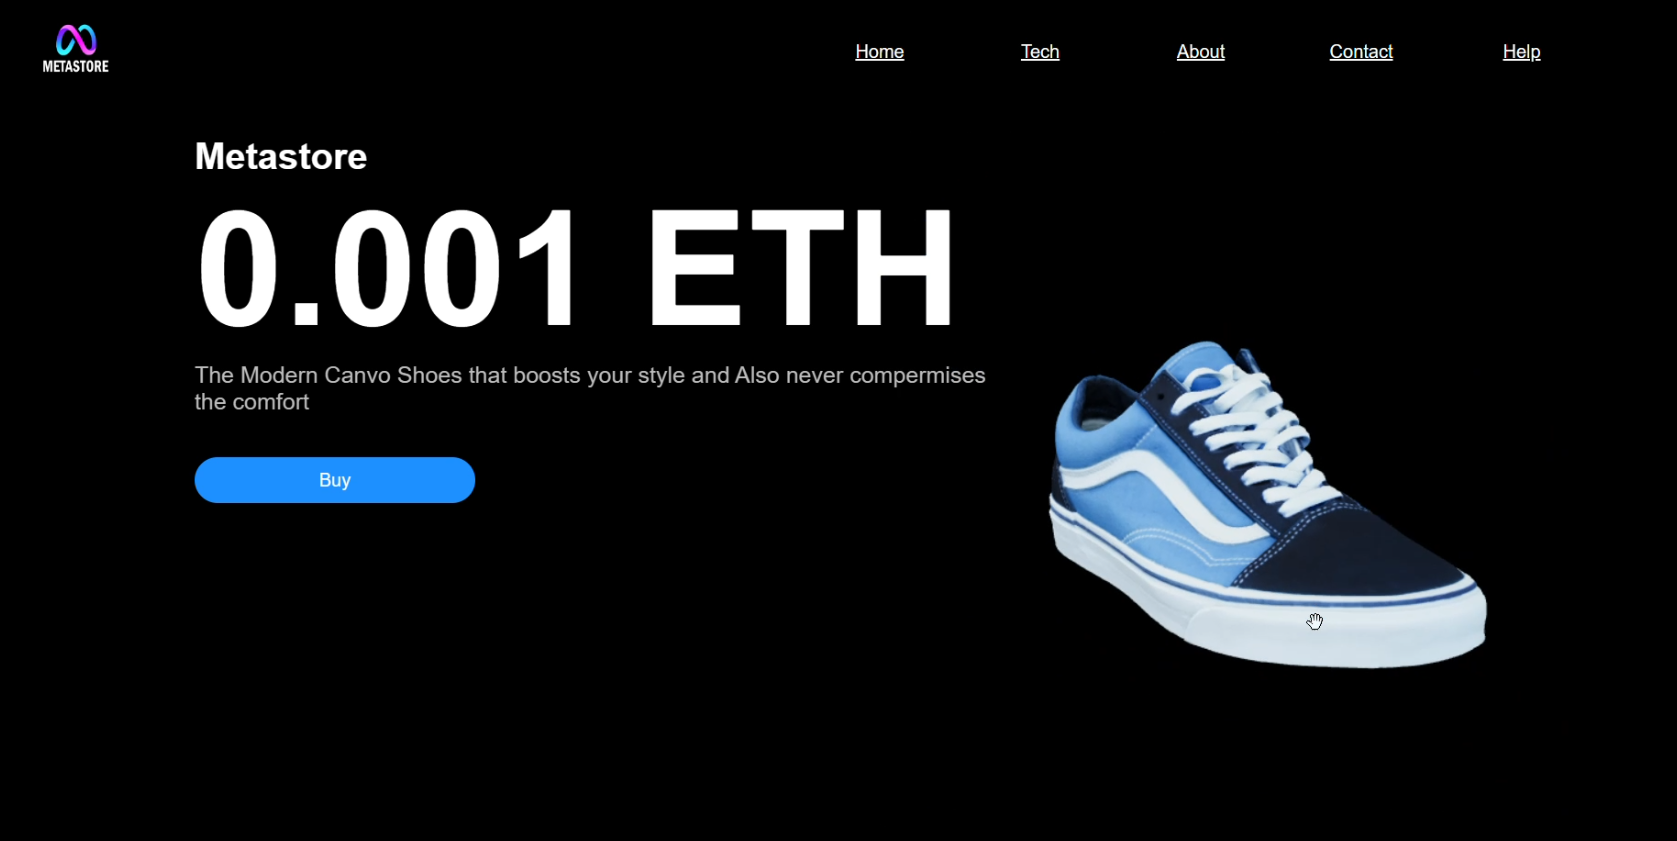 METASTORE
Home Tech About Contact Help
Metastore
0.001 ETH
The Modern Canvo Shoes that boosts your style and Also never compermises
the comfort
Buy